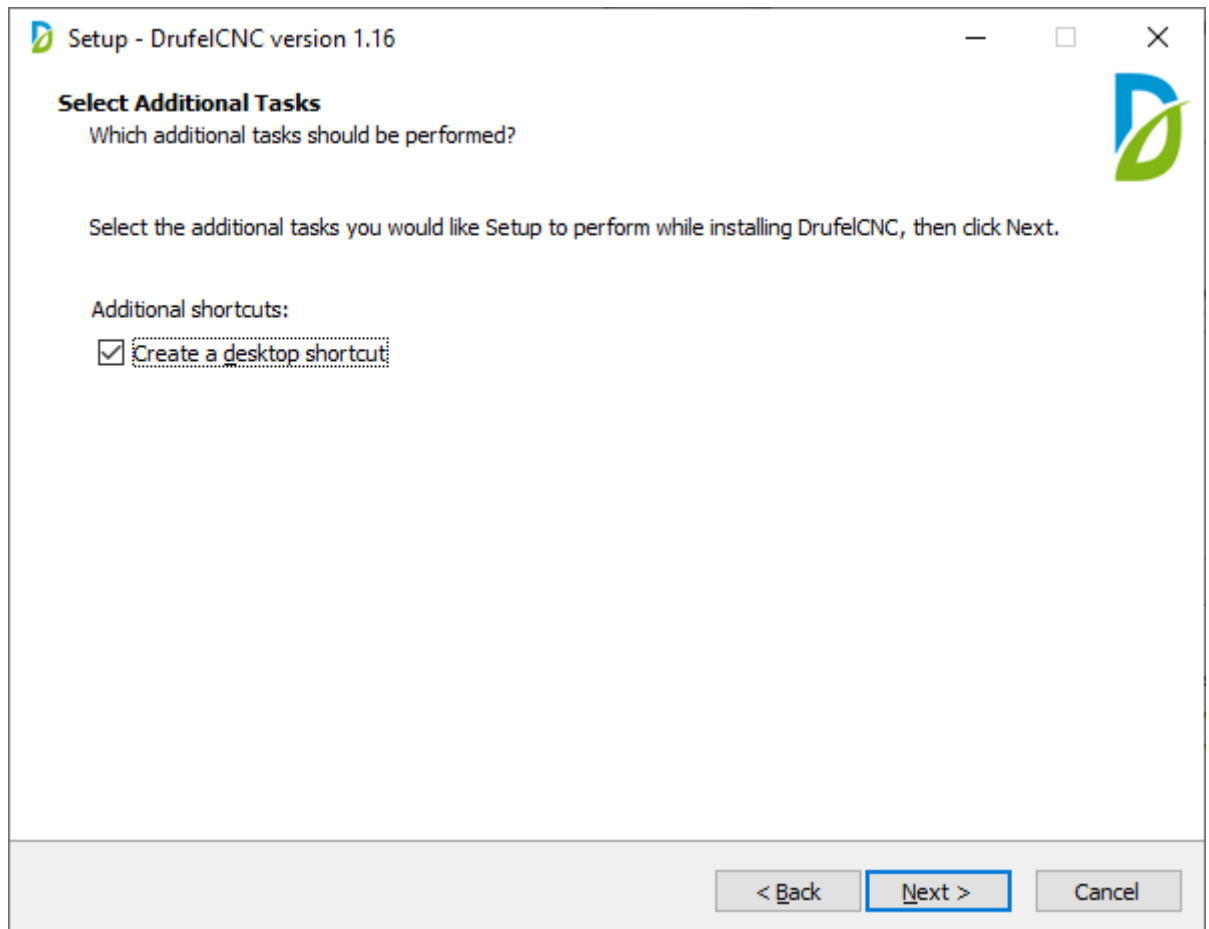 Setup - DrufelCNC version 1.16
Select Additional Tasks
Which additional tasks should be performed?
Select the additional tasks you would like Setup to perform while installing DrufelCNC, then click Next.
Additional shortcuts:
Create a desktop shortcut
< Back
Next >
Cancel